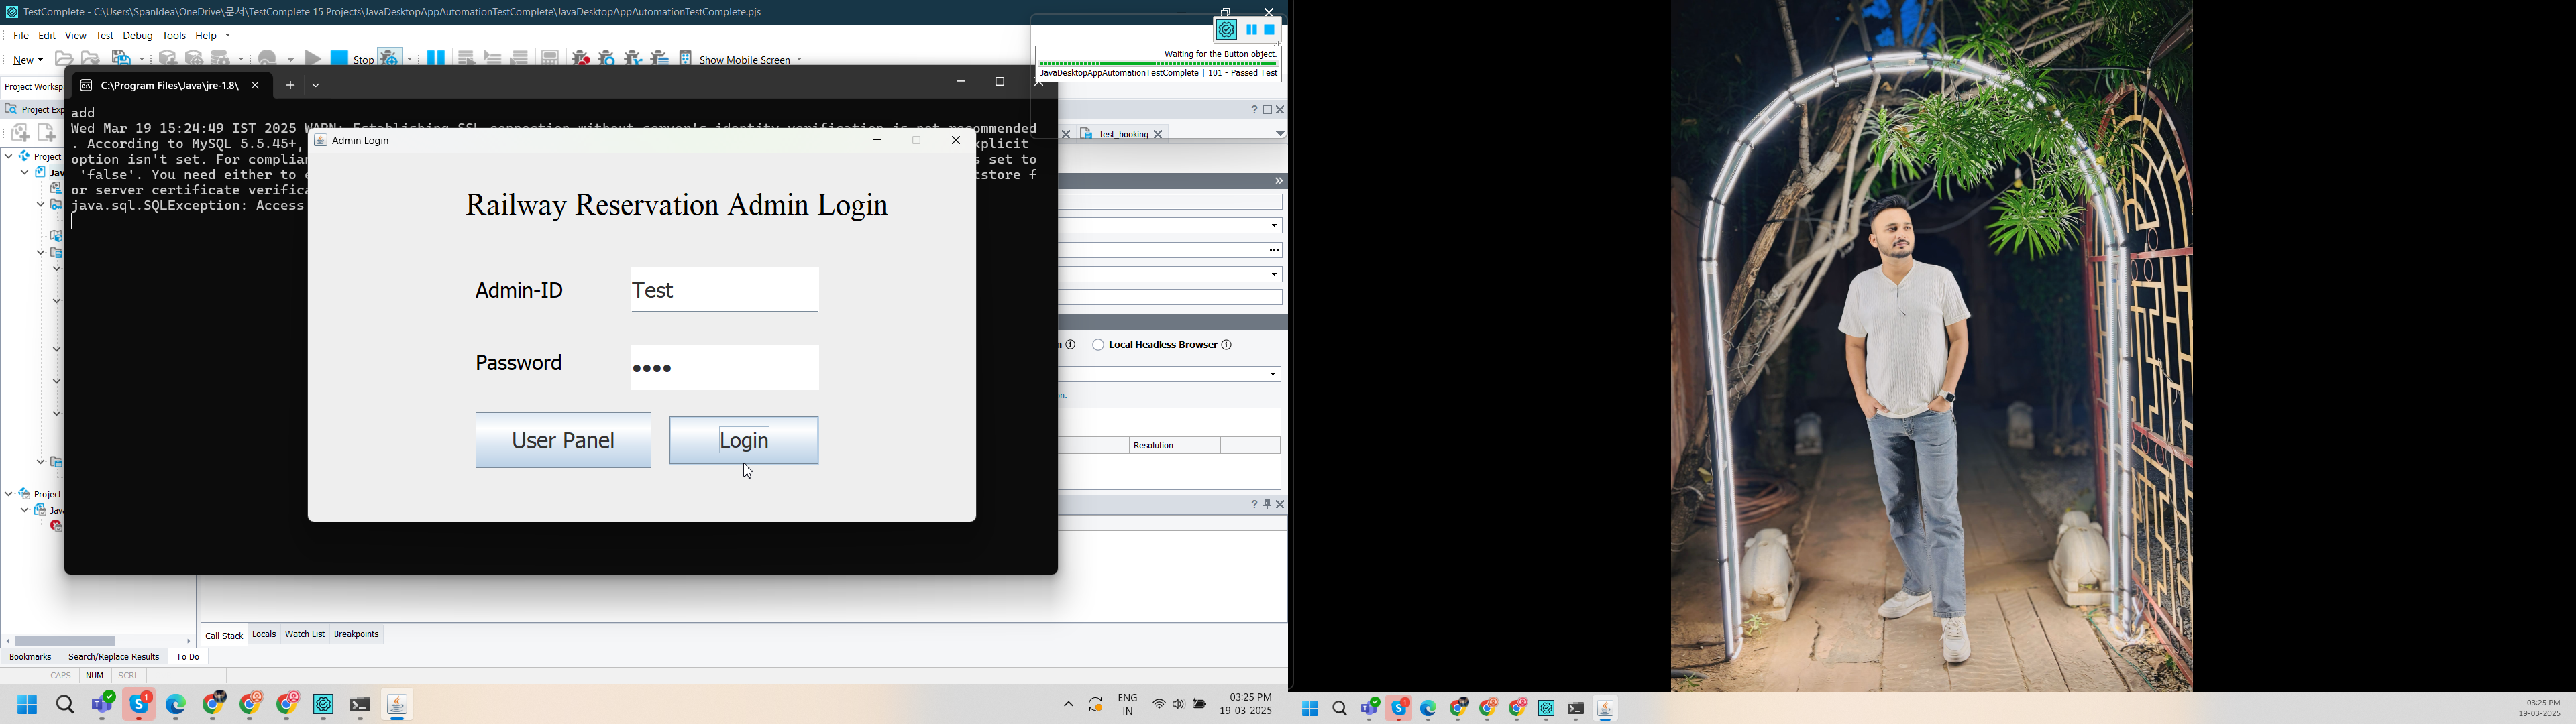 TestComplete - C:\Users\SpanIdea\OneDrive\문서\TestComplete 15 Projects\JavaDesktopAppAutomationTestComplete\JavaDesktopAppAutomationTestComplete.pjs
File Edit View Test Debug Tools Help
New Stop Show Mobile Screen
Waiting for the Button object.
JavaDesktopAppAutomationTestComplete | 101 - Passed Test
Project Worksp
C:\Program Files\Java\jre-1.8\
Project Exp
test_booking
add
Wed Mar 19 15:24:49 IST 2025 WARN: Establishing SSL connection without server's identity verification is not recommended
. According to MySQL 5.5.45+, xplicit
option isn't set. For complian s set to
'false'. You need either to tstore f
or server certificate verifica
java.sql.SQLException: Access
Project
Jav
Admin Login
Railway Reservation Admin Login
Admin-ID Test
Password ••••
User Panel Login
Local Headless Browser
on.
Resolution
Project
Java
Call Stack Locals Watch List Breakpoints
Bookmarks Search/Replace Results To Do
CAPS NUM SCRL
ENG
IN
03:25 PM
19-03-2025
03:25 PM
19-03-2025